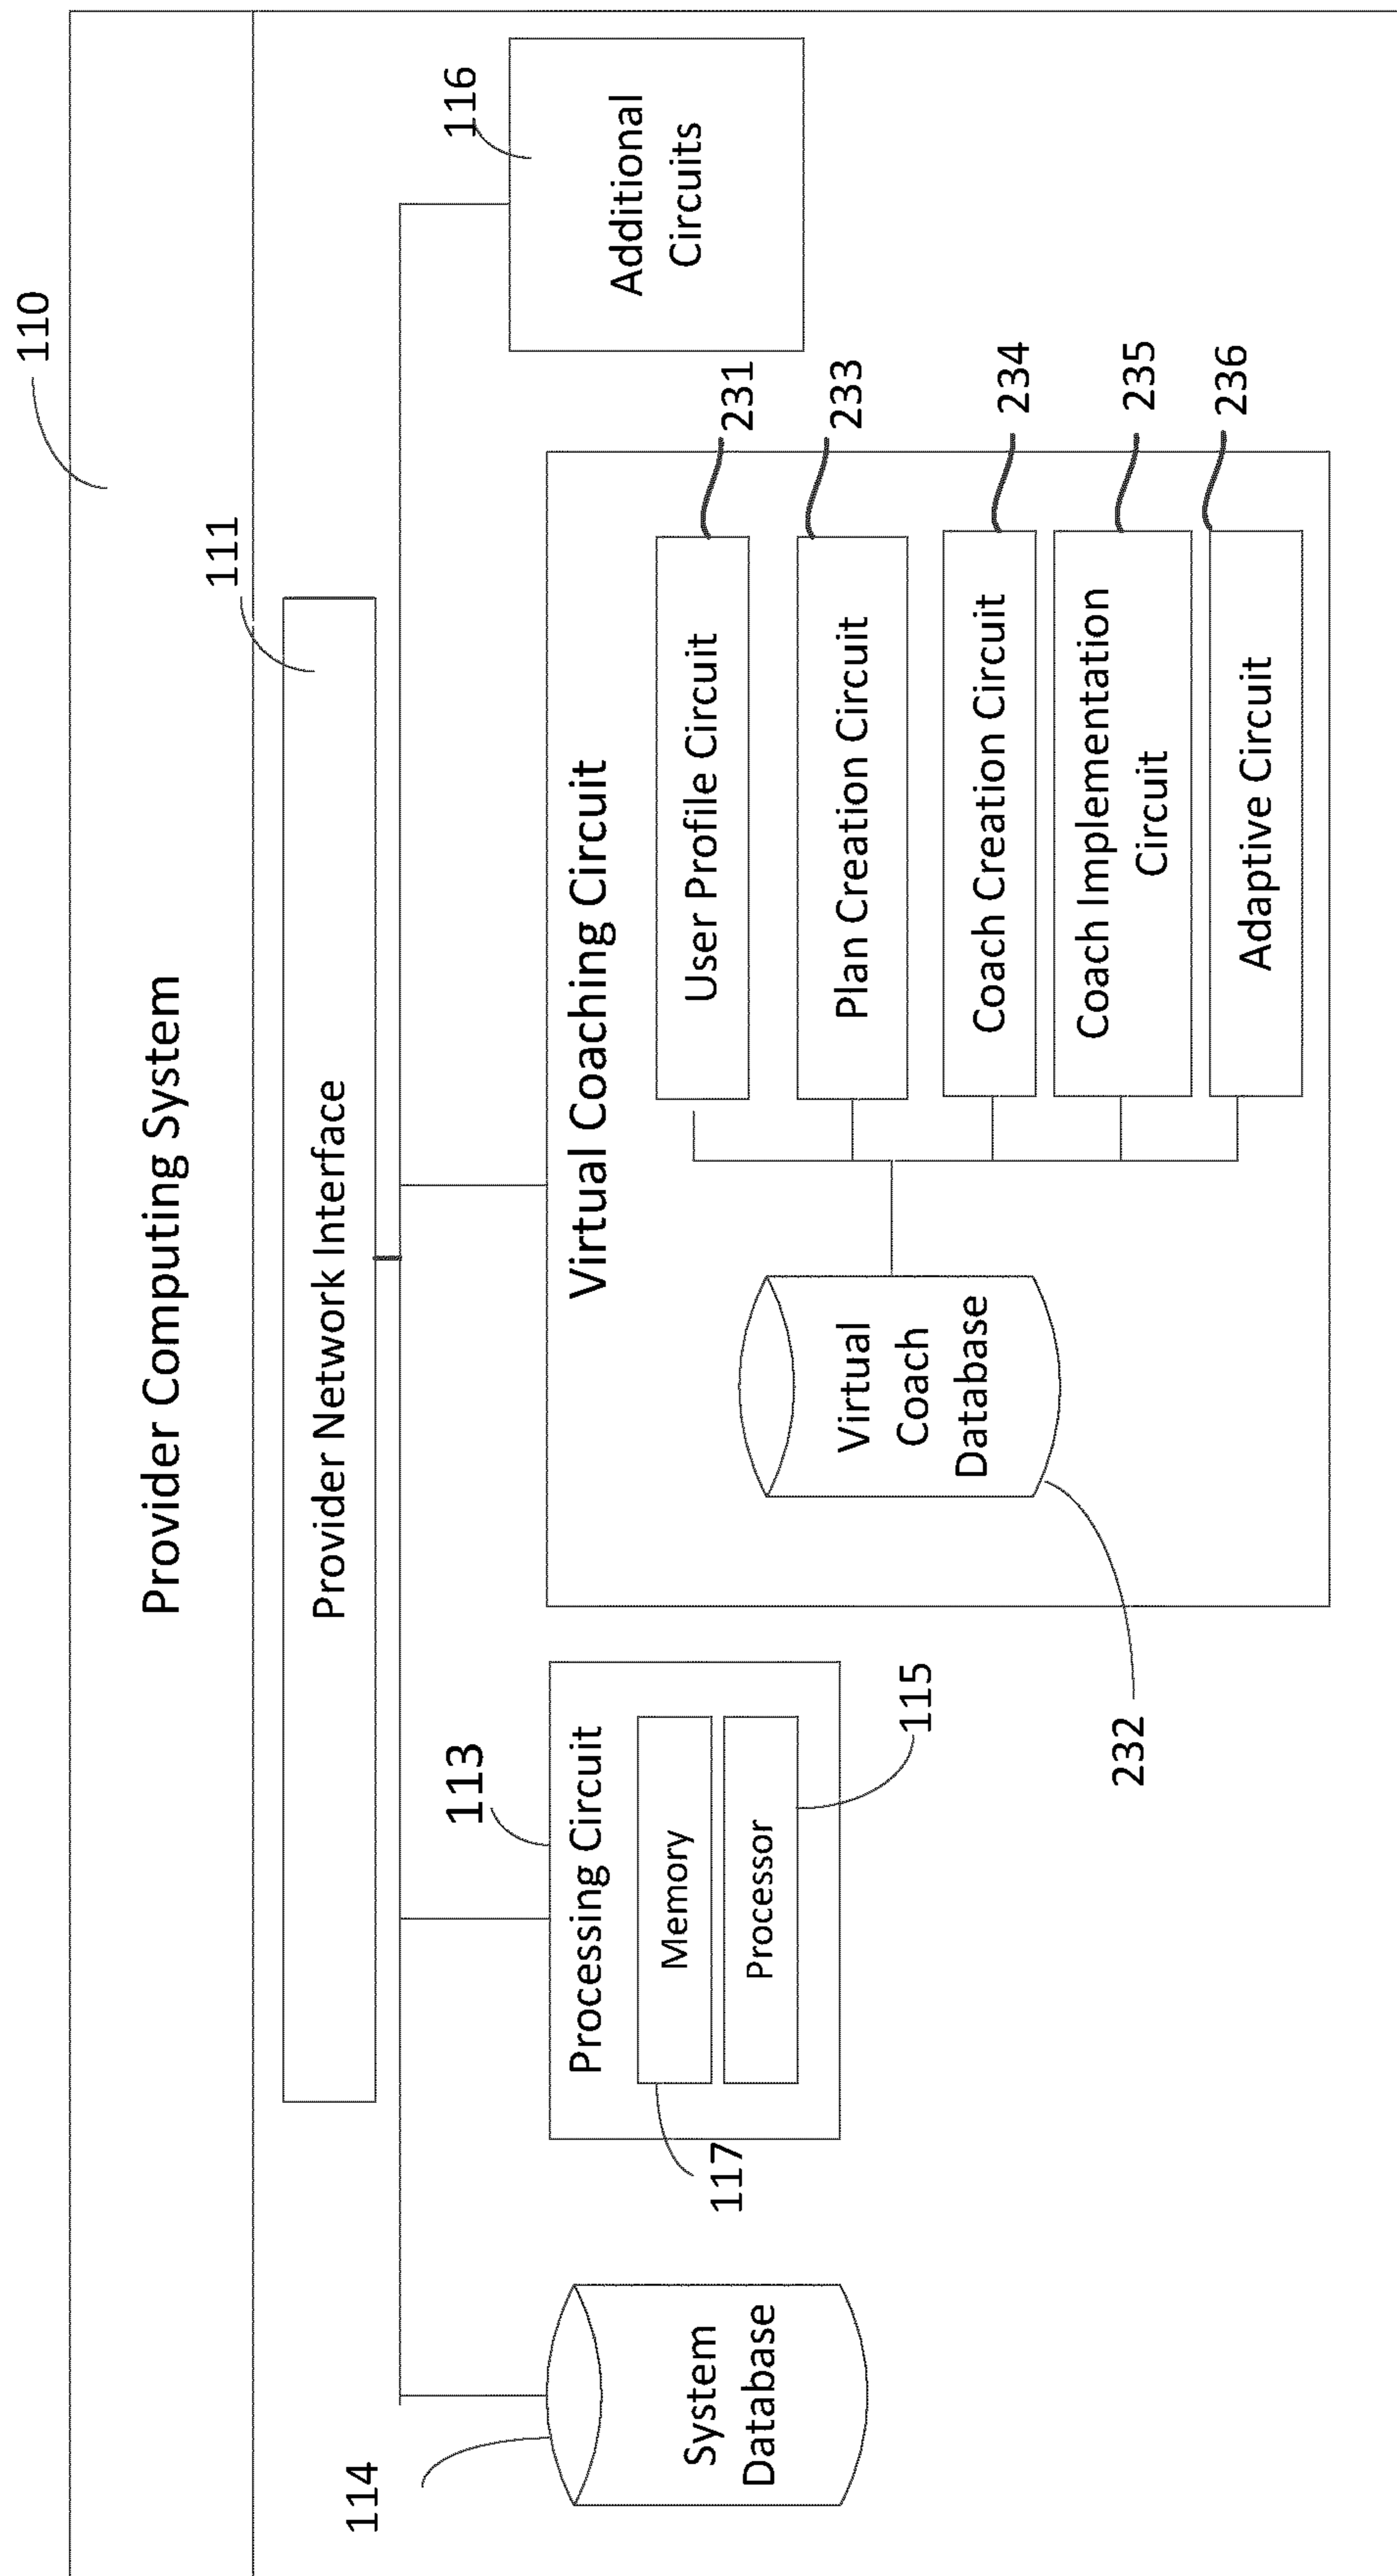 110
Provider Computing System
111
Provider Network Interface
114
System
Database
113
Processing Circuit
Memory
Processor
117
115
Virtual Coaching Circuit
Virtual
Coach
Database
232
User Profile Circuit
231
Plan Creation Circuit
233
Coach Creation Circuit
234
Coach Implementation
Circuit
235
Adaptive Circuit
236
116
Additional
Circuits